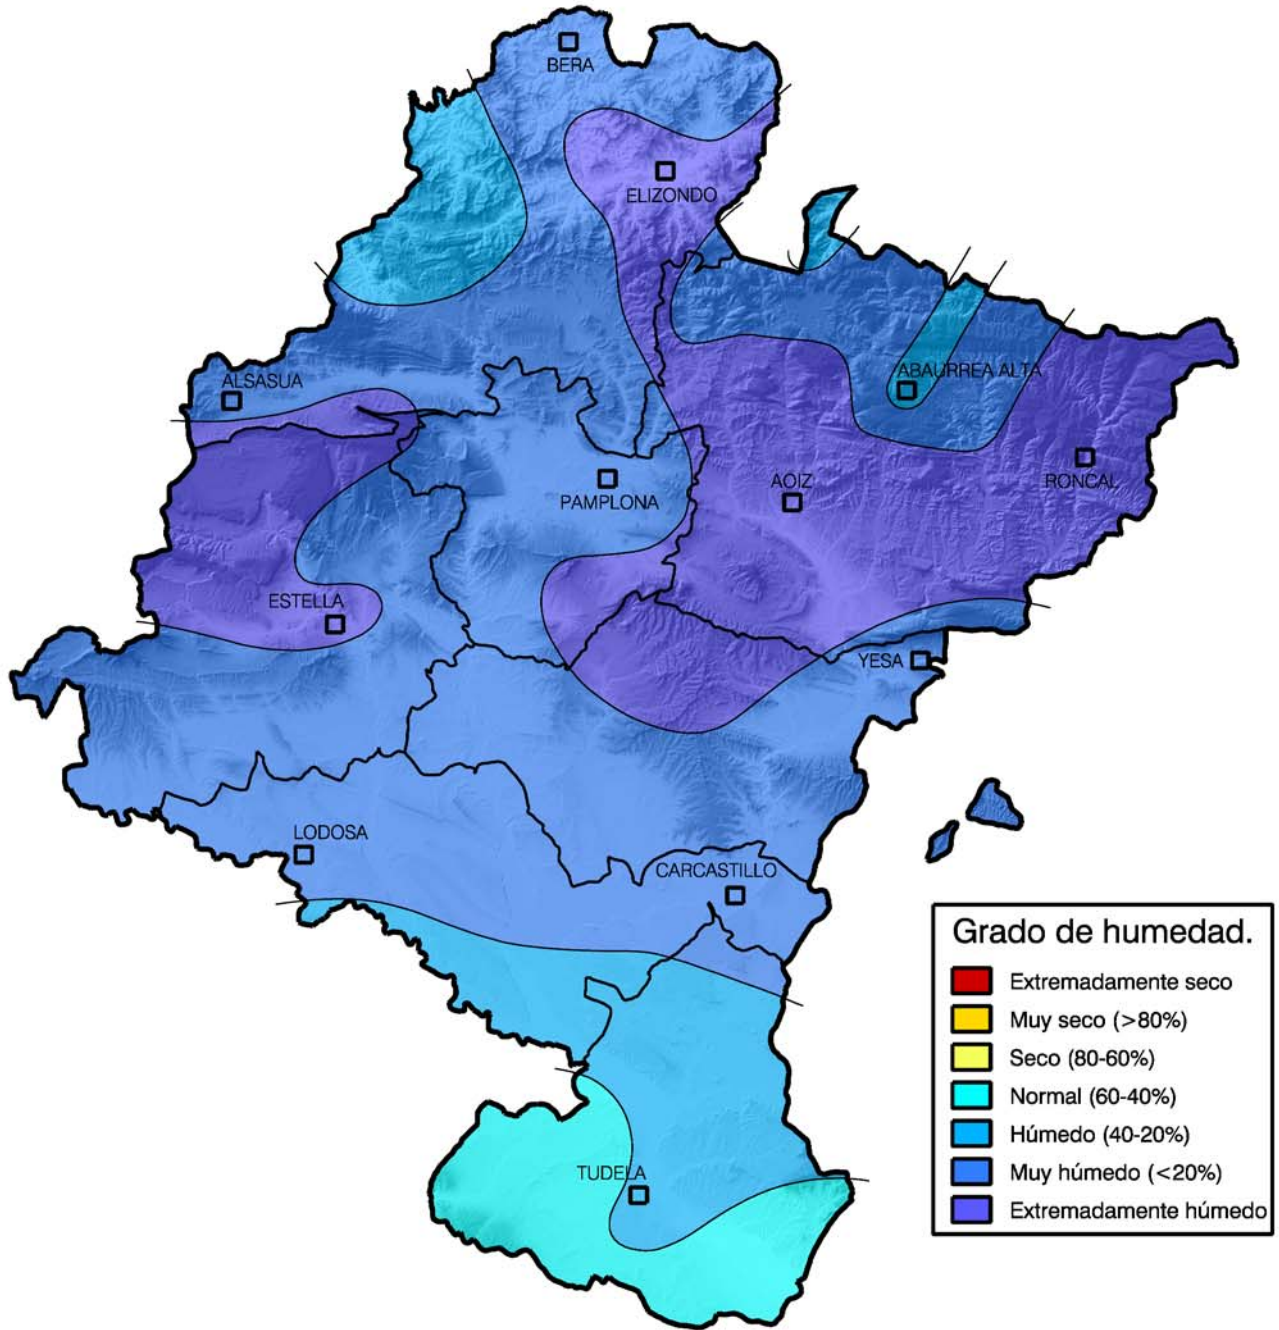 BERA
ELIZONDO
ALSASUA
ABAURREA ALTA
PAMPLONA
AOIZ
RONCAL
ESTELLA
YESA
LODOSA
CARCASTILLO
TUDELA
Grado de humedad.
Extremadamente seco
Muy seco (>80%)
Seco (80-60%)
Normal (60-40%)
Húmedo (40-20%)
Muy húmedo (<20%)
Extremadamente húmedo